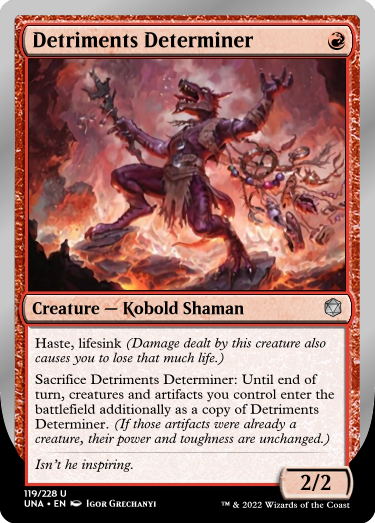 Detriments Determiner
Creature — Kobold Shaman
Haste, lifesink (Damage dealt by this creature also
causes you to lose that much life.)
Sacrifice Detriments Determiner: Until end of
turn, creatures and artifacts you control enter the
battlefield additionally as a copy of Detriments
Determiner. (If those artifacts were already a
creature, their power and toughness are unchanged.)
Isn't he inspiring.
2/2
119/228 U
UNA • EN Igor Grechanyi
™ & © 2022 Wizards of the Coast